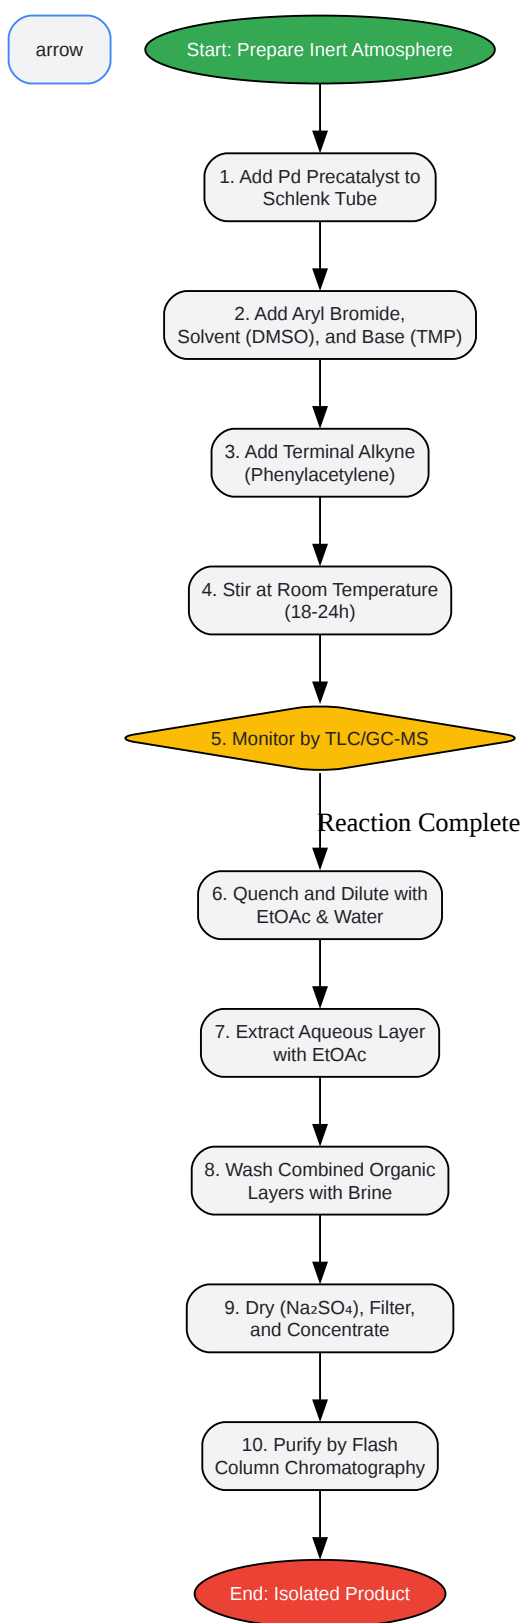 arrow
Start: Prepare Inert Atmosphere
1. Add Pd Precatalyst to
Schlenk Tube
2. Add Aryl Bromide,
Solvent (DMSO), and Base (TMP)
3. Add Terminal Alkyne
(Phenylacetylene)
4. Stir at Room Temperature
(18-24h)
5. Monitor by TLC/GC-MS
Reaction Complete
6. Quench and Dilute with
EtOAc & Water
7. Extract Aqueous Layer
with EtOAc
8. Wash Combined Organic
Layers with Brine
9. Dry (Na₂SO₄), Filter,
and Concentrate
10. Purify by Flash
Column Chromatography
End: Isolated Product